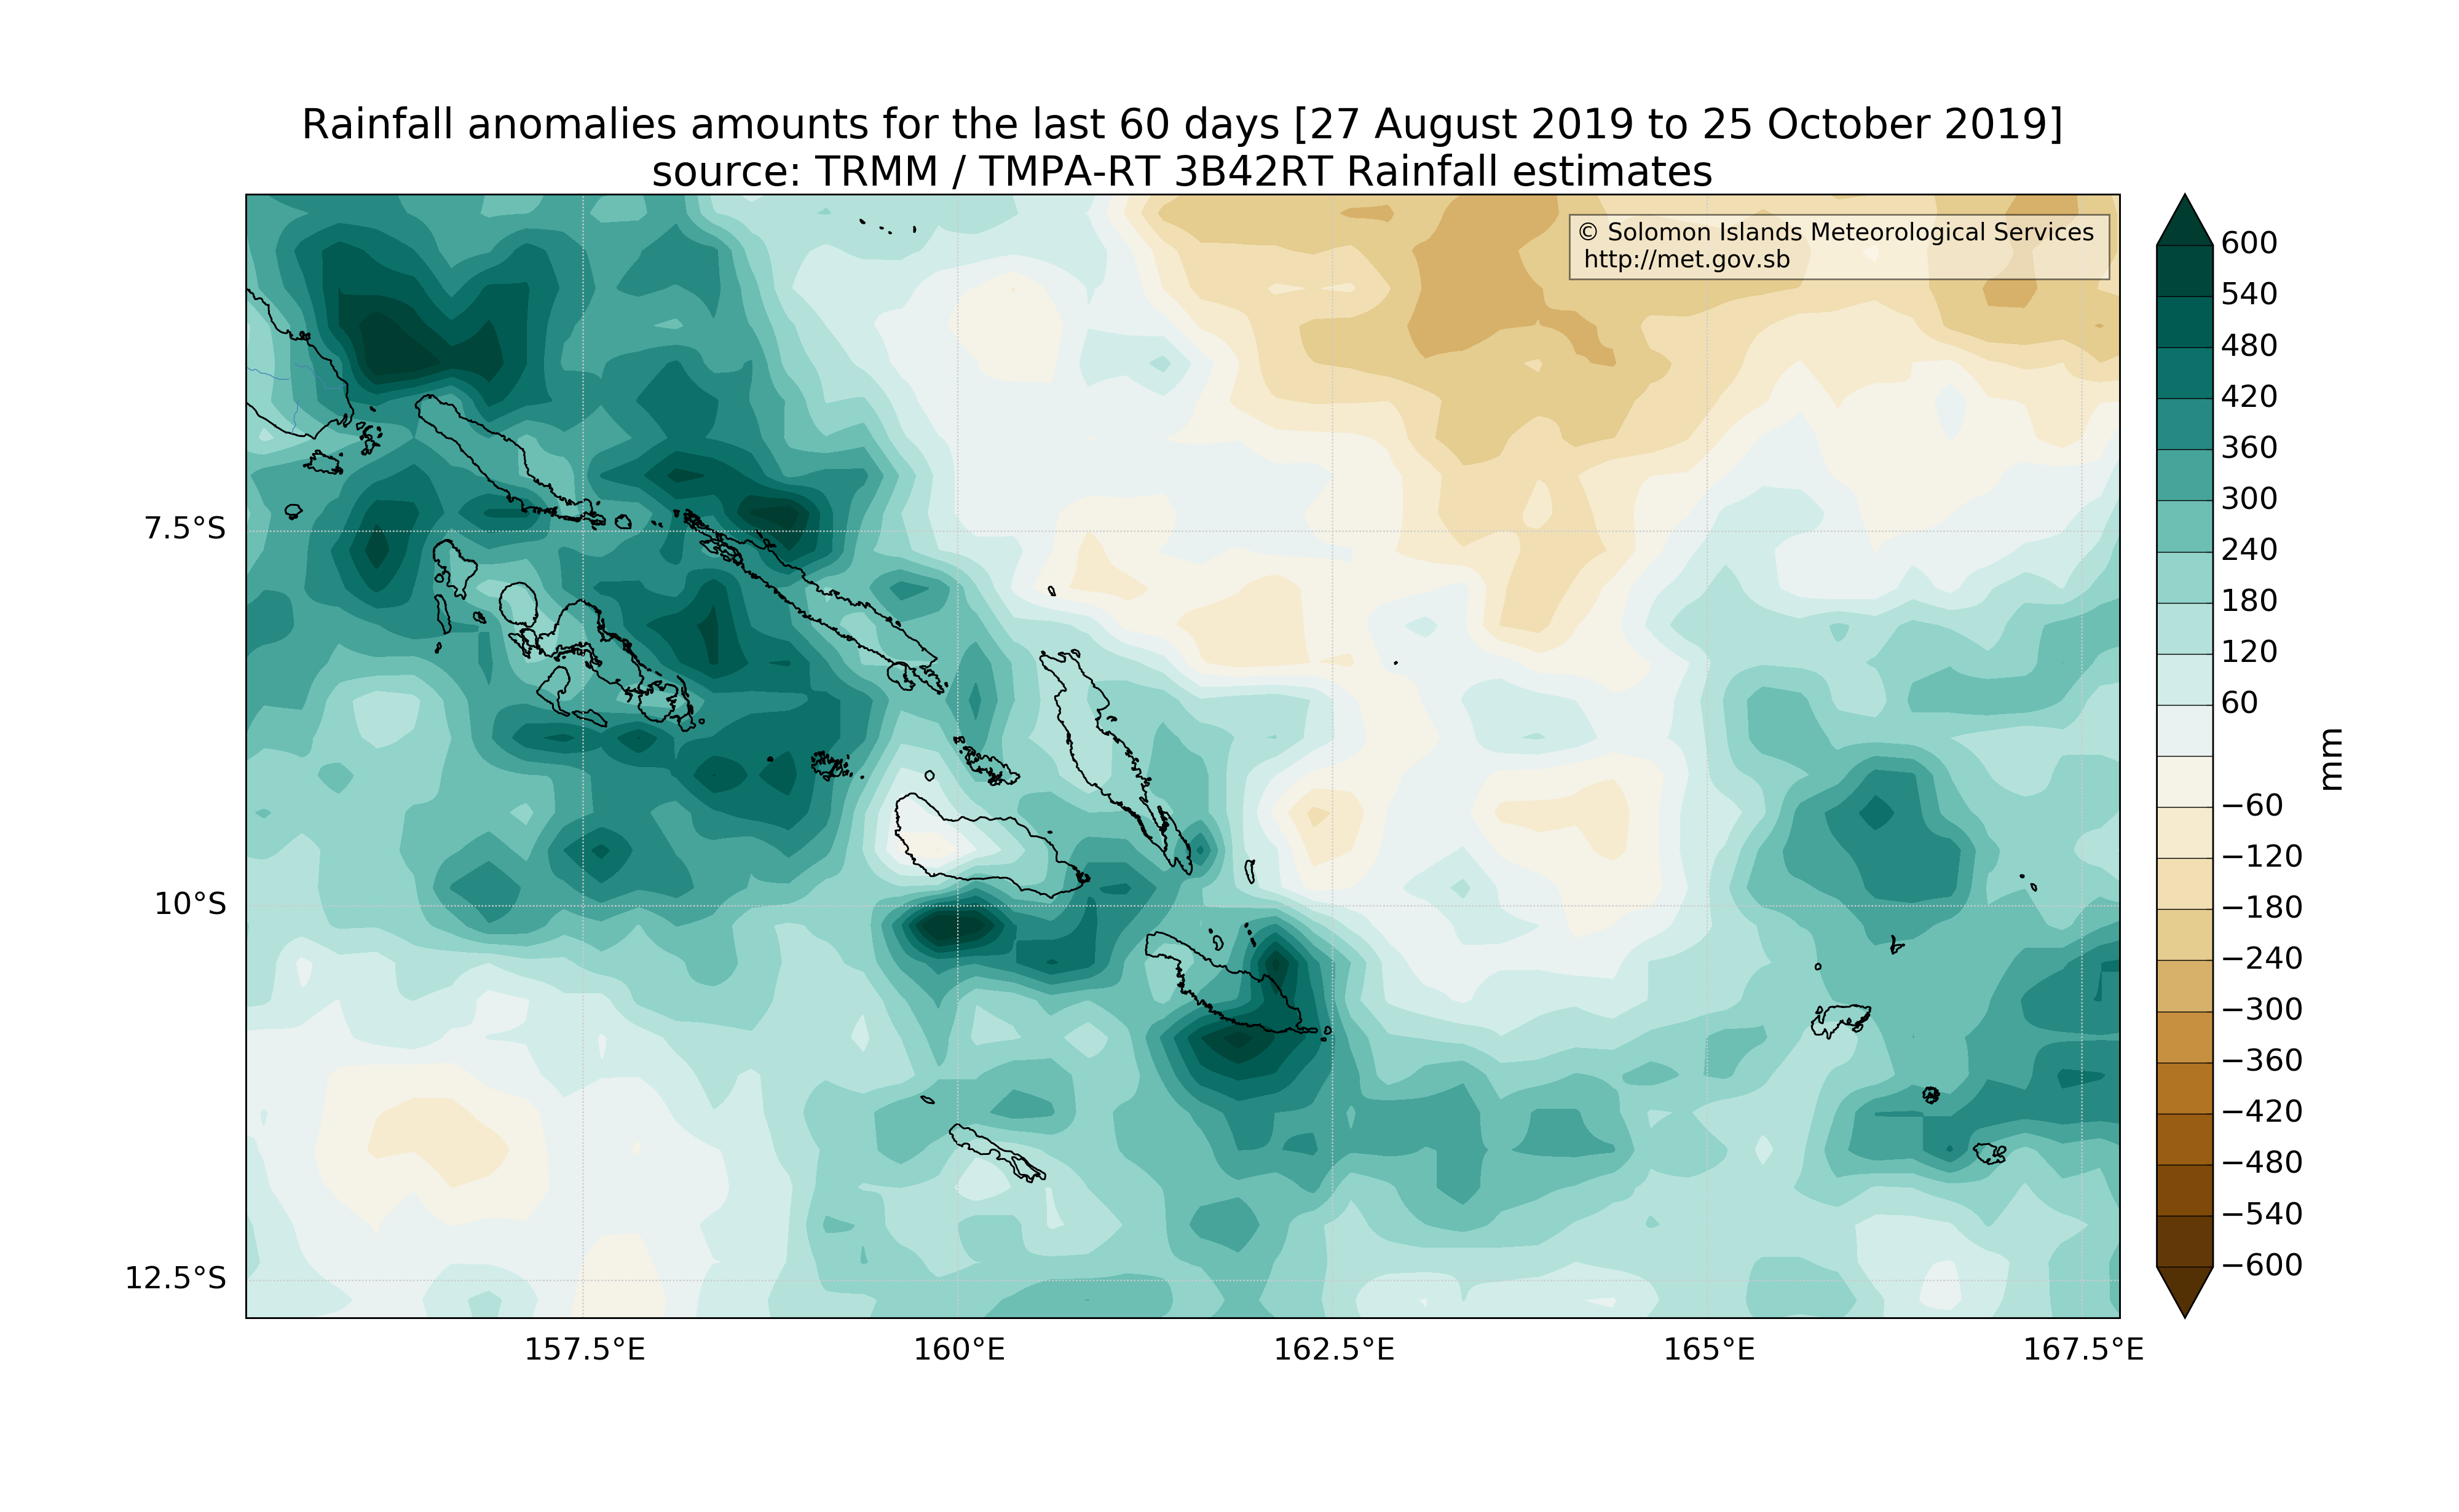 Rainfall anomalies amounts for the last 60 days [27 August 2019 to 25 October 2019]
source: TRMM / TMPA-RT 3B42RT Rainfall estimates
© Solomon Islands Meteorological Services
http://met.gov.sb
7.5°S
10°S
12.5°S
157.5°E
160°E
162.5°E
165°E
167.5°E
600
540
480
420
360
300
240
180
120
60
−60
−120
−180
−240
−300
−360
−420
−480
−540
−600
mm